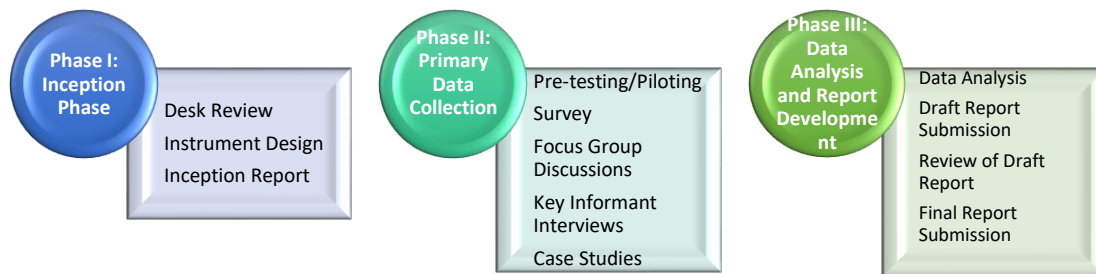 Phase I:
Inception
Phase
Desk Review
Instrument Design
Inception Report
Phase II:
Primary
Data
Collection
Pre-testing/Piloting
Survey
Focus Group
Discussions
Key Informant
Interviews
Case Studies
Phase III:
Data
Analysis
and Report
Developme
nt
Data Analysis
Draft Report
Submission
Review of Draft
Report
Final Report
Submission